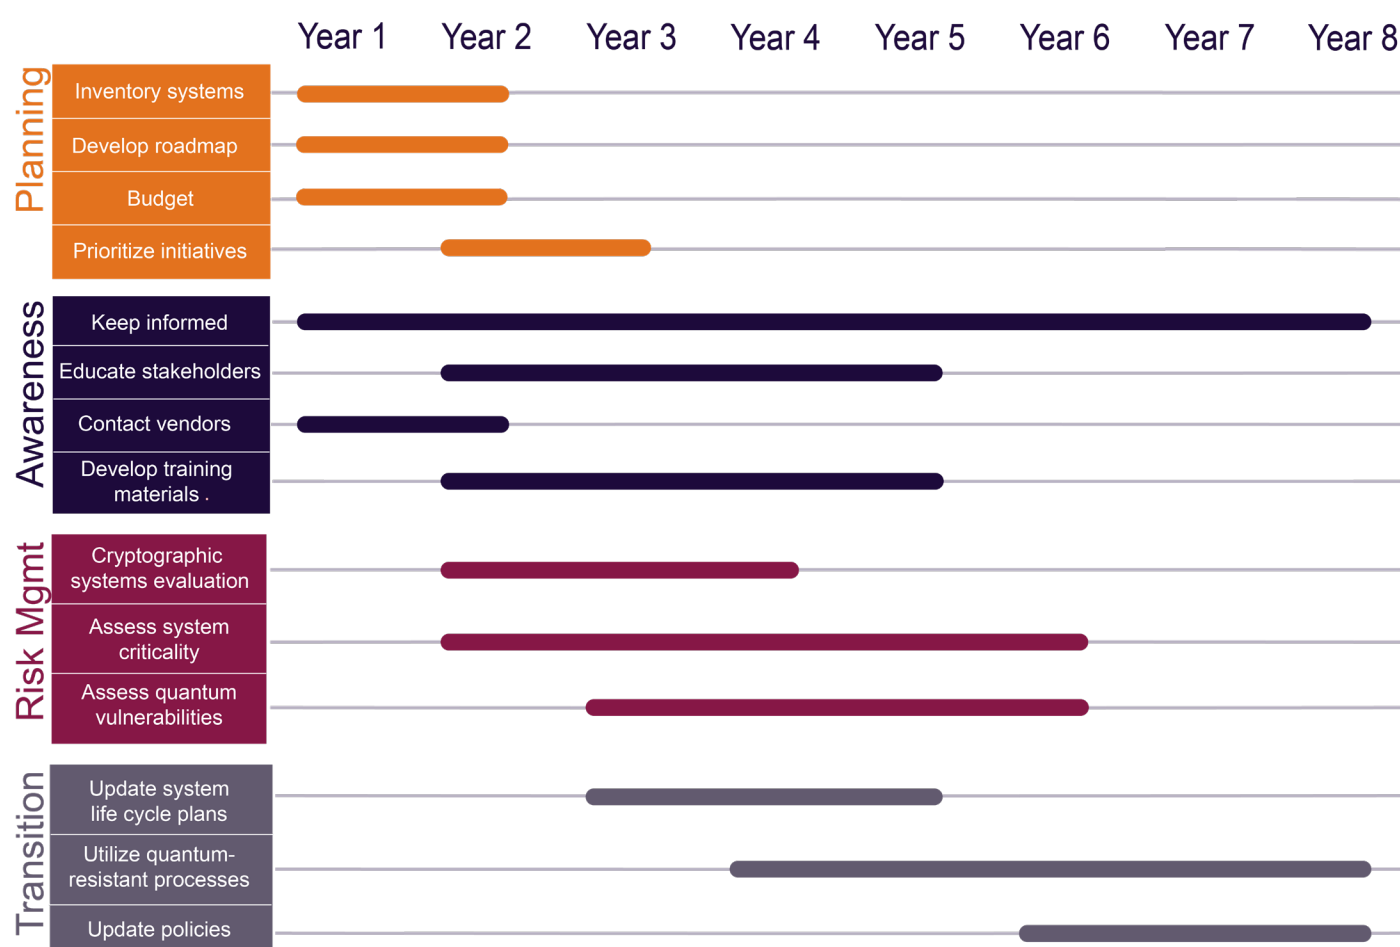 Year 1 Year 2 Year 3 Year 4 Year 5 Year 6 Year 7 Year 8
Planning
Inventory systems
Develop roadmap
Budget
Prioritize initiatives
Awareness
Keep informed
Educate stakeholders
Contact vendors
Develop training
materials .
Risk Mgmt
Cryptographic
systems evaluation
Assess system
criticality
Assess quantum
vulnerabilities
Transition
Update system
life cycle plans
Utilize quantum-
resistant processes
Update policies